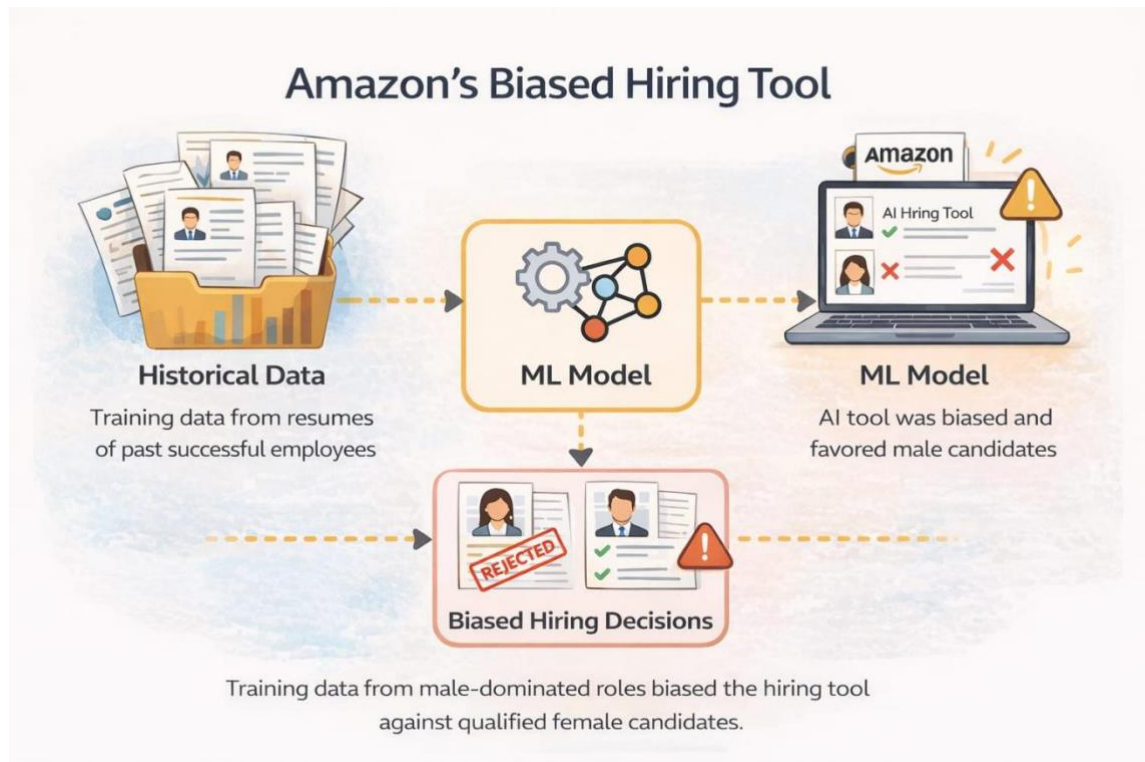 Amazon's Biased Hiring Tool
Amazon
AI Hring Tool
Historical Data
Training data from resumes
of past successful employees
ML Model
ML Model
AI tool was biased and
favored male candidates
REJECTED
Biased Hiring Decisions
Training data from male-dominated roles biased the hiring tool
against qualified female candidates.